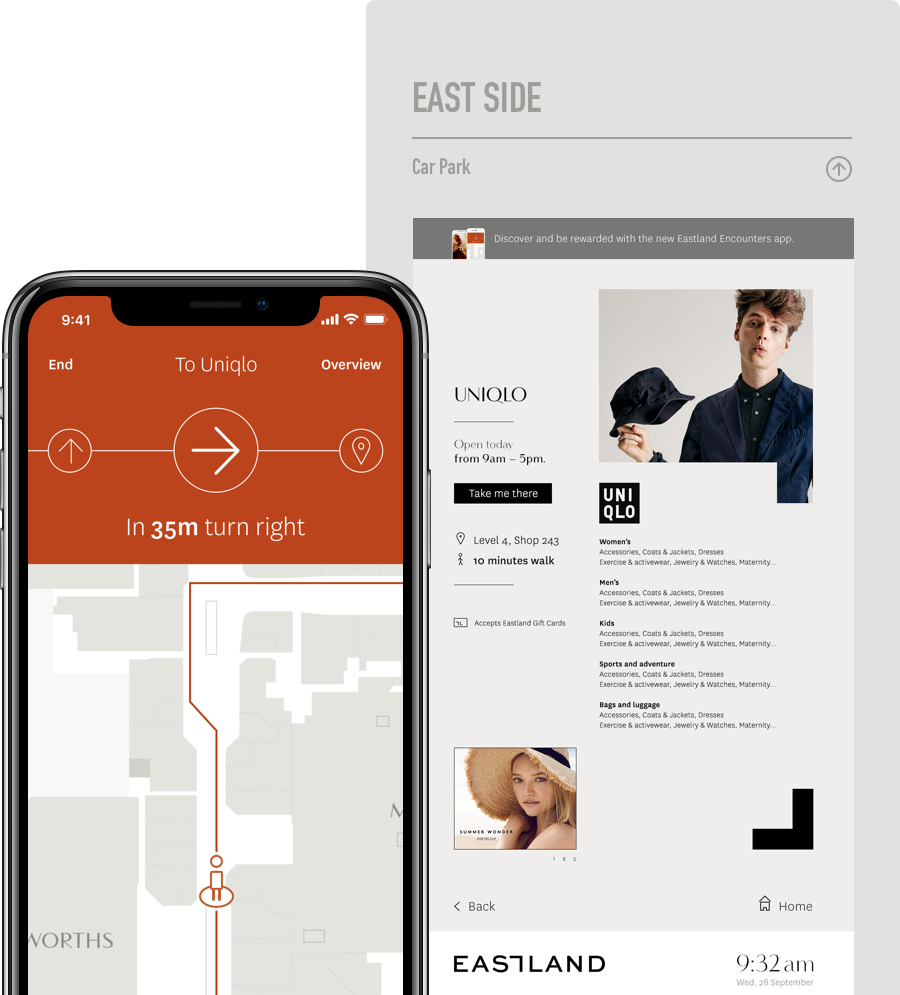 EAST SIDE
Car Park
Discover and be rewarded with the new Eastland Encounters app.
UNIQLO
Open today
from 9am – 5pm.
Take me there
Level 4, Shop 243
10 minutes walk
Accepts Eastland Gift Cards
UNI
QLO
Women's
Accessories, Coats & Jackets, Dresses
Exercise & activewear, Jewelry & Watches, Maternity...
Men's
Accessories, Coats & Jackets, Dresses
Exercise & activewear, Jewelry & Watches, Maternity...
Kids
Accessories, Coats & Jackets, Dresses
Exercise & activewear, Jewelry & Watches, Maternity...
Sports and adventure
Accessories, Coats & Jackets, Dresses
Exercise & activewear, Jewelry & Watches, Maternity...
Bags and luggage
Accessories, Coats & Jackets, Dresses
Exercise & activewear, Jewelry & Watches, Maternity...
SUMMER WONDER
1 2 3
Back
Home
EASTLAND
9:32 am
Wed, 28 September
9:41
End
To Uniqlo
Overview
In 35m turn right
WORTHS